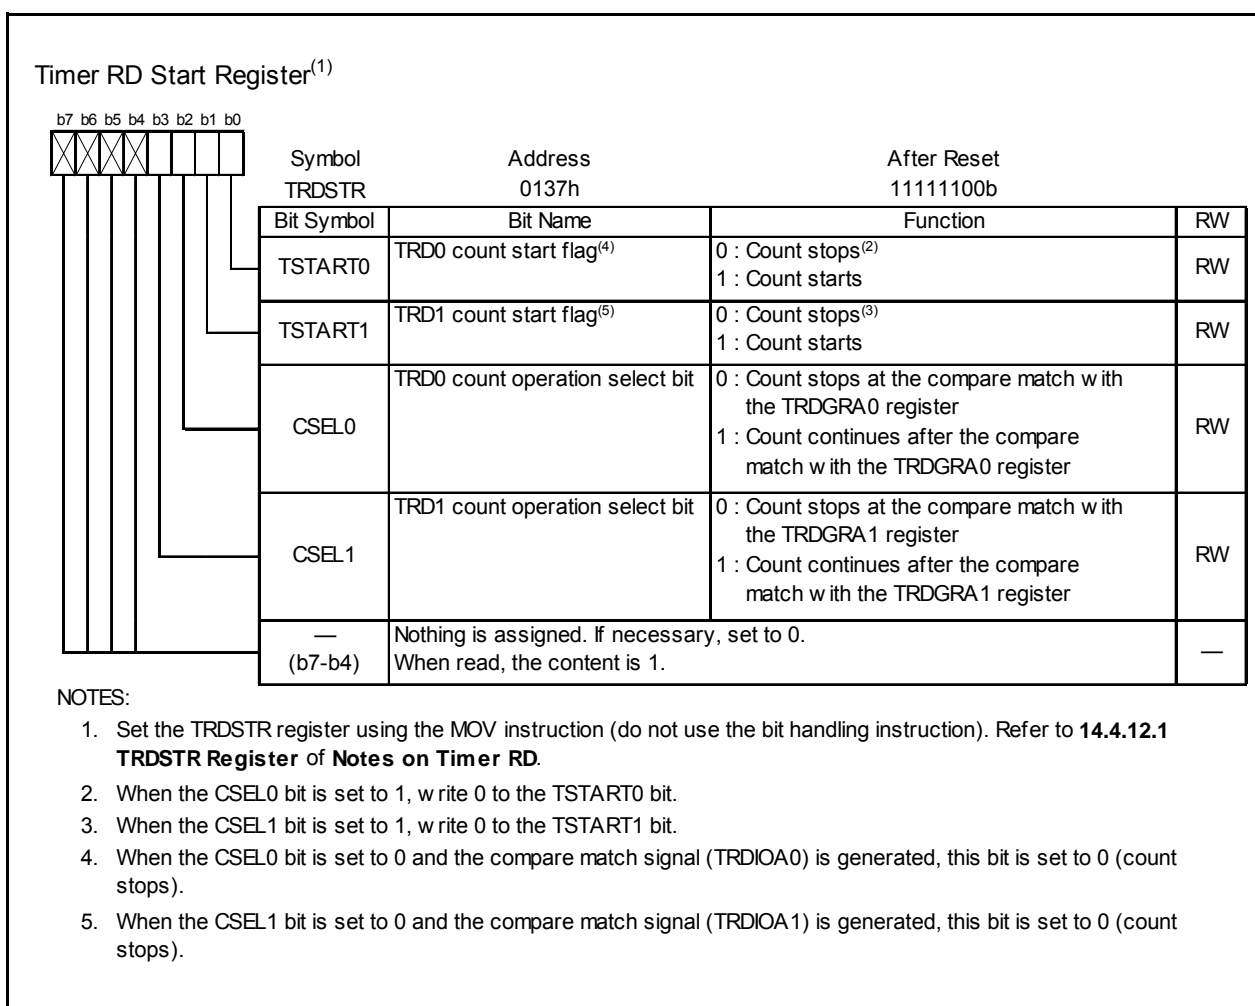 Timer RD Start Register(1)
b7 b6 b5 b4 b3 b2 b1 b0
Symbol Address After Reset
TRDSTR 0137h 11111100b
Bit Symbol Bit Name Function RW
TSTART0 TRD0 count start flag(4) 0 : Count stops(2) RW
1 : Count starts
TSTART1 TRD1 count start flag(5) 0 : Count stops(3) RW
1 : Count starts
CSEL0 TRD0 count operation select bit 0 : Count stops at the compare match with RW
the TRDGRA0 register
1 : Count continues after the compare
match with the TRDGRA0 register
CSEL1 TRD1 count operation select bit 0 : Count stops at the compare match with RW
the TRDGRA1 register
1 : Count continues after the compare
match with the TRDGRA1 register
— Nothing is assigned. If necessary, set to 0. —
(b7-b4) When read, the content is 1.
NOTES:
1. Set the TRDSTR register using the MOV instruction (do not use the bit handling instruction). Refer to 14.4.12.1
TRDSTR Register of Notes on Timer RD.
2. When the CSEL0 bit is set to 1, write 0 to the TSTART0 bit.
3. When the CSEL1 bit is set to 1, write 0 to the TSTART1 bit.
4. When the CSEL0 bit is set to 0 and the compare match signal (TRDIOA0) is generated, this bit is set to 0 (count
stops).
5. When the CSEL1 bit is set to 0 and the compare match signal (TRDIOA1) is generated, this bit is set to 0 (count
stops).